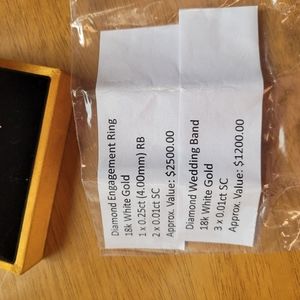 Diamond Engagement Ring
18k White Gold
1 x 0.25ct (4.00mm) RB
2 x 0.01ct SC
Approx. Value: $2500.00
Diamond Wedding Band
18k White Gold
3 x 0.01ct SC
Approx. Value: $1200.00